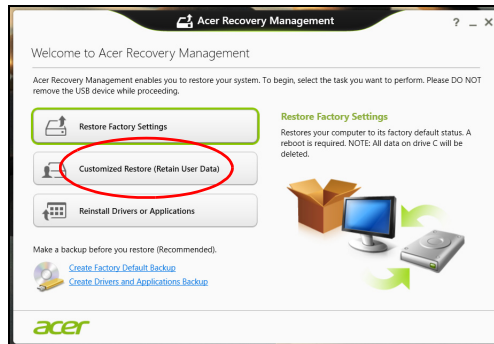 Acer Recovery Management
? _ X
Welcome to Acer Recovery Management
Acer Recovery Management enables you to restore your system. To begin, select the task you want to perform. Please DO NOT
remove the USB device while proceeding.
Restore Factory Settings
Customized Restore (Retain User Data)
Reinstall Drivers or Applications
Make a backup before you restore (Recommended).
Create Factory Default Backup
Create Drivers and Applications Backup
Restore Factory Settings
Restores your computer to its factory default status. A
reboot is required. NOTE: All data on drive C will be
deleted.
acer